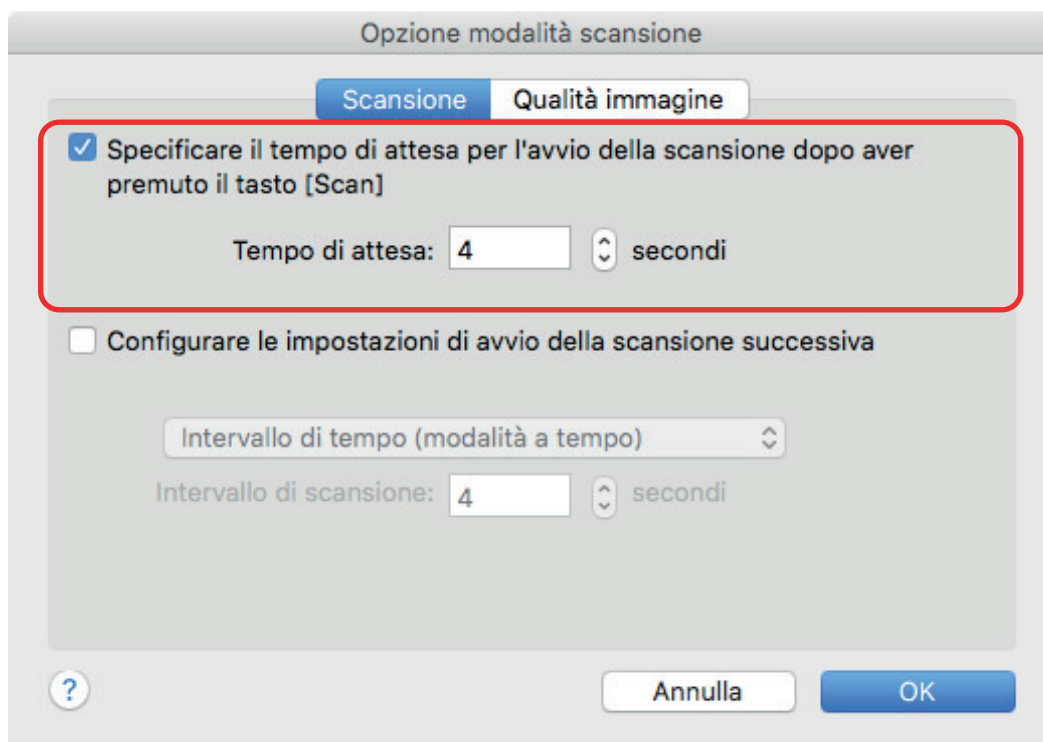 Opzione modalità scansione
Scansione Qualità immagine
Specificare il tempo di attesa per l'avvio della scansione dopo aver
premuto il tasto [Scan]
Tempo di attesa: 4 secondi
Configurare le impostazioni di avvio della scansione successiva
Intervallo di tempo (modalità a tempo)
Intervallo di scansione: 4 secondi
? Annulla OK